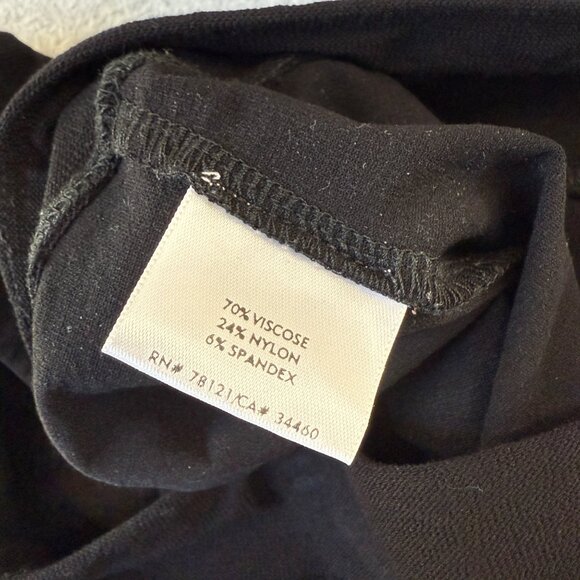 70% VISCOSE
24% NYLON
6% SPANDEX
RN# 78121/CA# 34460